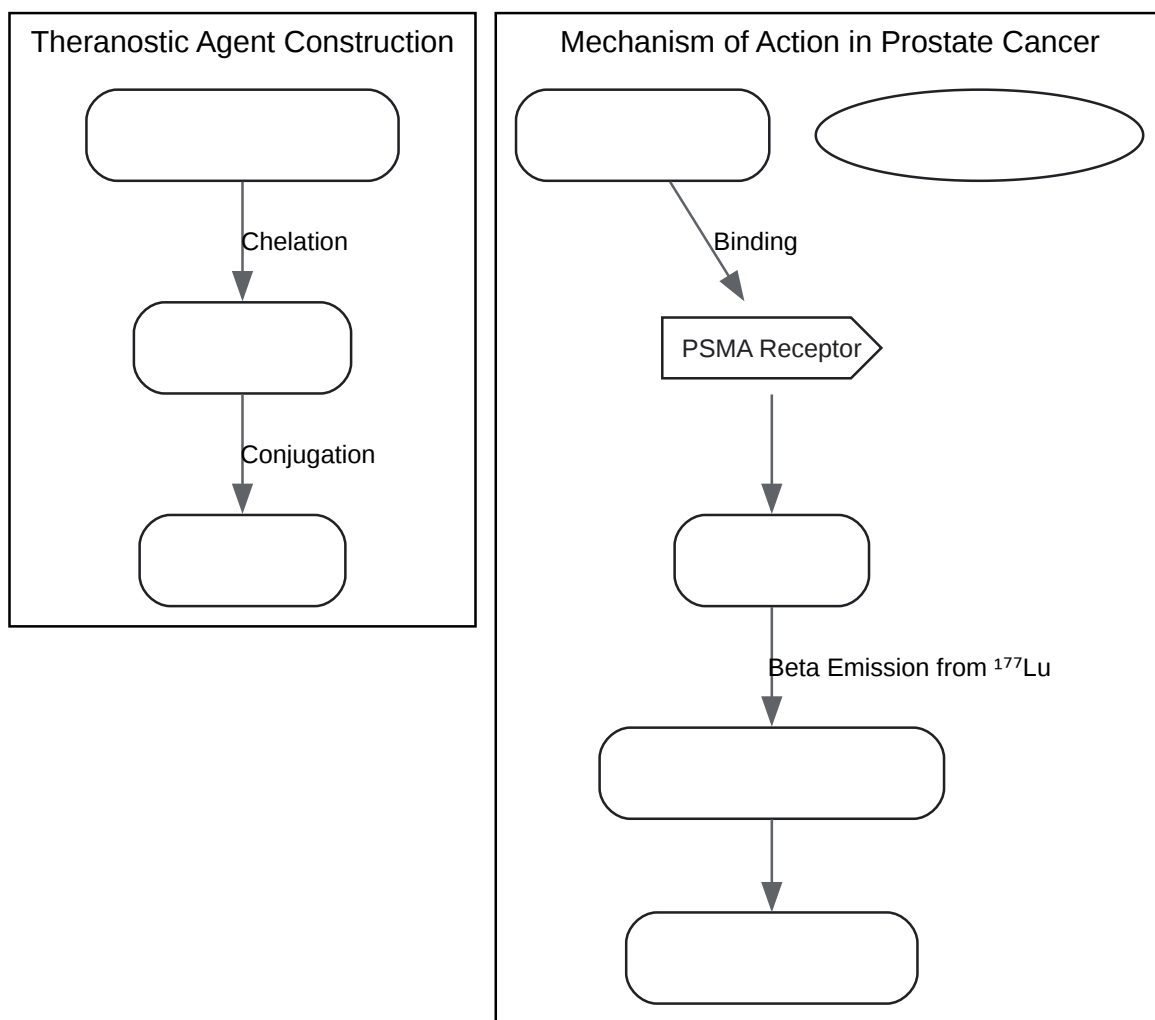 Theranostic Agent Construction
Chelation
Conjugation
Mechanism of Action in Prostate Cancer
Binding
PSMA Receptor
Beta Emission from ¹⁷⁷Lu